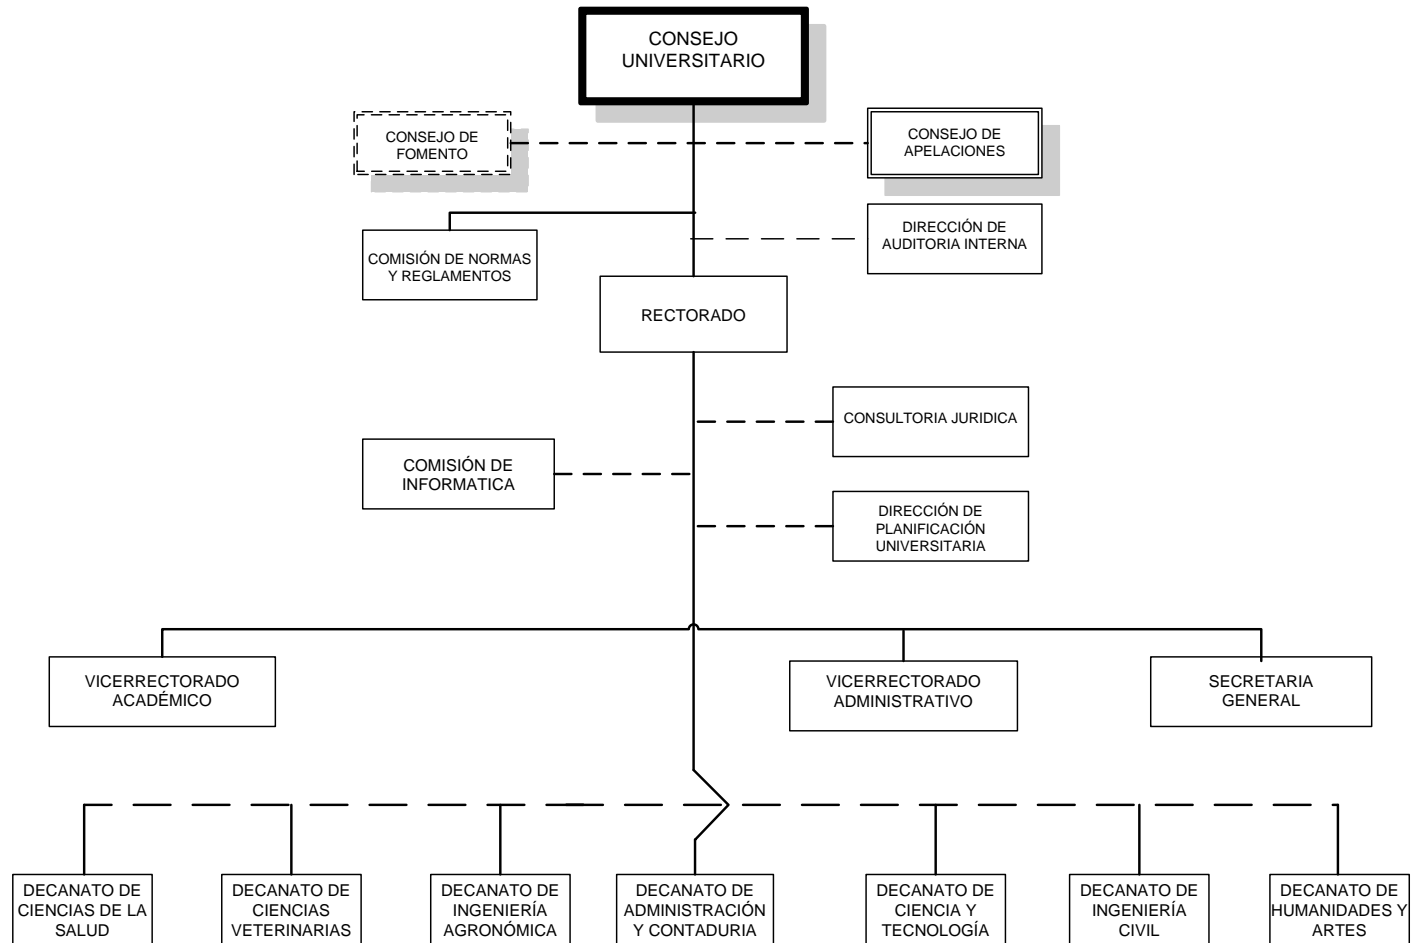 CONSEJO
UNIVERSITARIO
CONSEJO DE
FOMENTO
CONSEJO DE
APELACIONES
DIRECCIÓN DE
AUDITORIA INTERNA
COMISIÓN DE NORMAS
Y REGLAMENTOS
RECTORADO
CONSULTORIA JURIDICA
COMISIÓN DE
INFORMATICA
DIRECCIÓN DE
PLANIFICACIÓN
UNIVERSITARIA
VICERRECTORADO
ACADÉMICO
VICERRECTORADO
ADMINISTRATIVO
SECRETARIA
GENERAL
DECANATO DE
CIENCIAS DE LA
SALUD
DECANATO DE
CIENCIAS
VETERINARIAS
DECANATO DE
INGENIERÍA
AGRONÓMICA
DECANATO DE
ADMINISTRACIÓN
Y CONTADURIA
DECANATO DE
CIENCIA Y
TECNOLOGÍA
DECANATO DE
INGENIERÍA
CIVIL
DECANATO DE
HUMANIDADES Y
ARTES